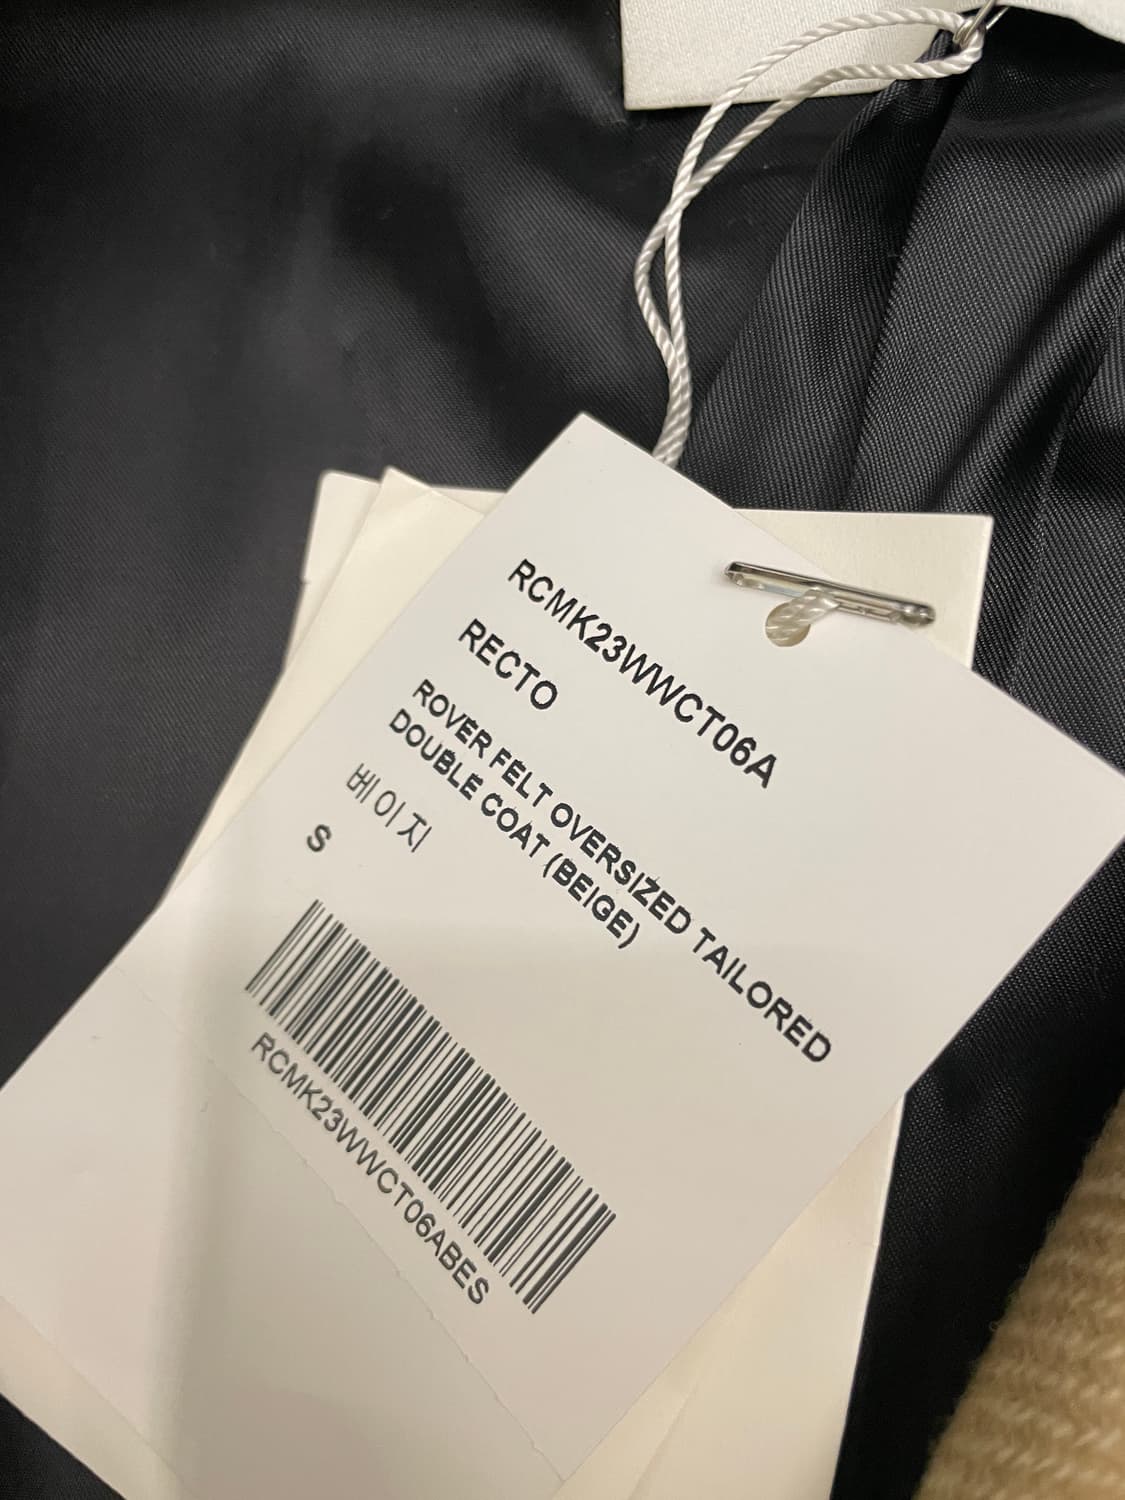 RCMK23WWCT06A
RECTO
ROVER FELT OVERSIZED TAILORED
DOUBLE COAT (BEIGE)
베이지
S
RCMK23WWCT06ABES